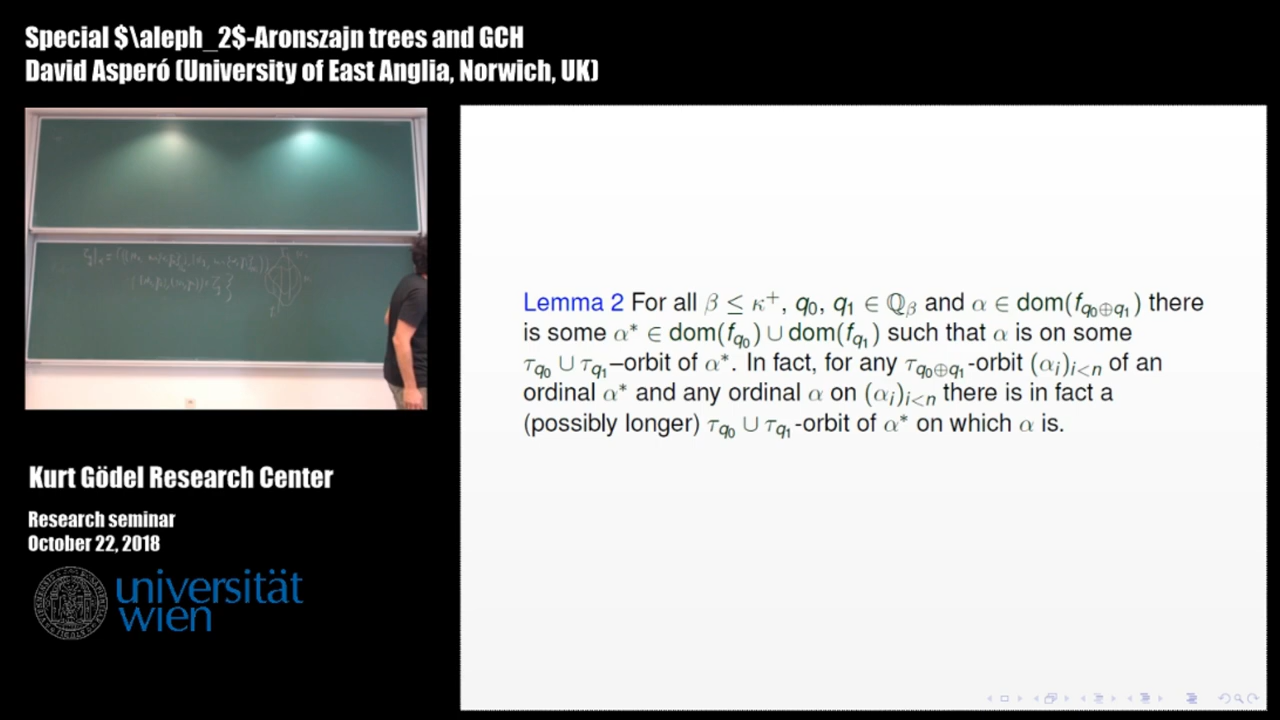 Special $\aleph_2$-Aronszajn trees and GCH
David Asperó (University of East Anglia, Norwich, UK)
Lemma 2 For all β ≤ κ⁺, q₀, q₁ ∈ ℚ_β and α ∈ dom(f_{q₀⊕q₁}) there
is some α* ∈ dom(f_{q₀}) ∪ dom(f_{q₁}) such that α is on some
τ_{q₀} ∪ τ_{q₁}–orbit of α*. In fact, for any τ_{q₀⊕q₁}-orbit (α_i)_{i<n} of an
ordinal α* and any ordinal α on (α_i)_{i<n} there is in fact a
(possibly longer) τ_{q₀} ∪ τ_{q₁}-orbit of α* on which α is.
Kurt Gödel Research Center
Research seminar
October 22, 2018
universität
wien